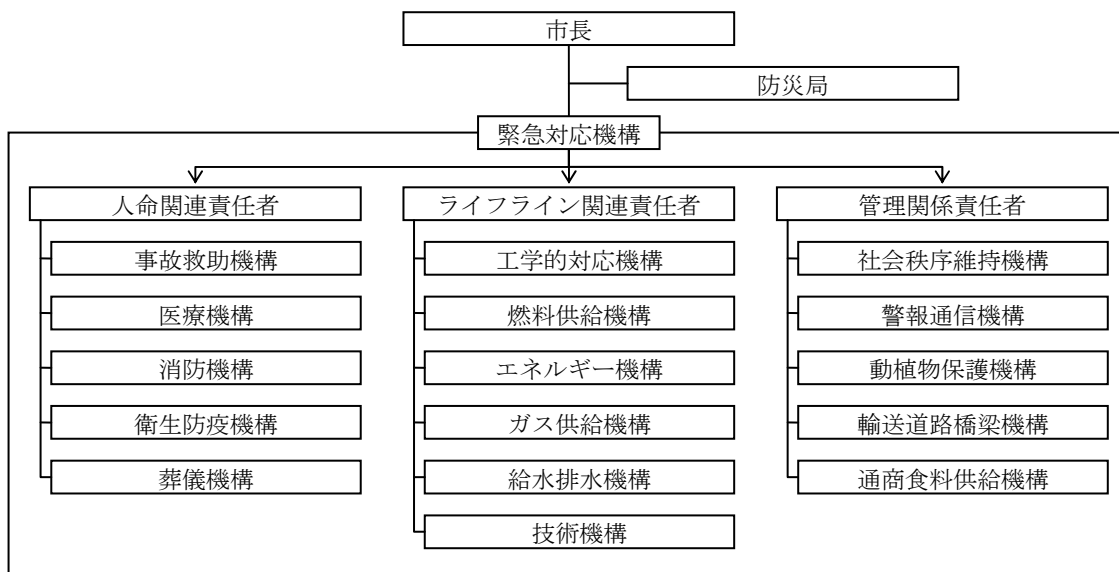 市長
防災局
緊急対応機構
人命関連責任者
事故救助機構
医療機構
消防機構
衛生防疫機構
葬儀機構
ライフライン関連責任者
工学的対応機構
燃料供給機構
エネルギー機構
ガス供給機構
給水排水機構
技術機構
管理関係責任者
社会秩序維持機構
警報通信機構
動植物保護機構
輸送道路橋梁機構
通商食料供給機構